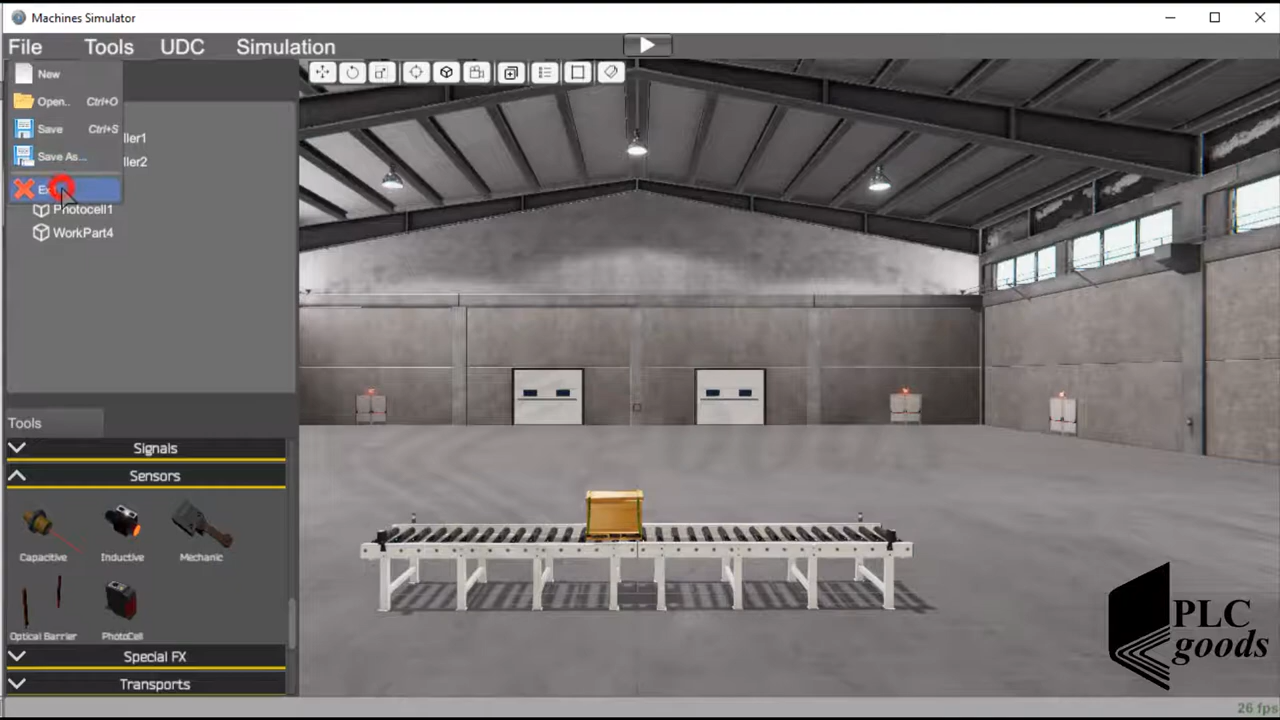 Machines Simulator
File Tools UDC Simulation
New
Open.. Ctrl+O
Save Ctrl+S
Save As...
ller1
ller2
Photocell1
WorkPart4
Tools
Signals
Sensors
Capacitive Inductive Mechanic
Optical Barrier PhotoCell
Special FX
Transports
PLC
goods
26 fps